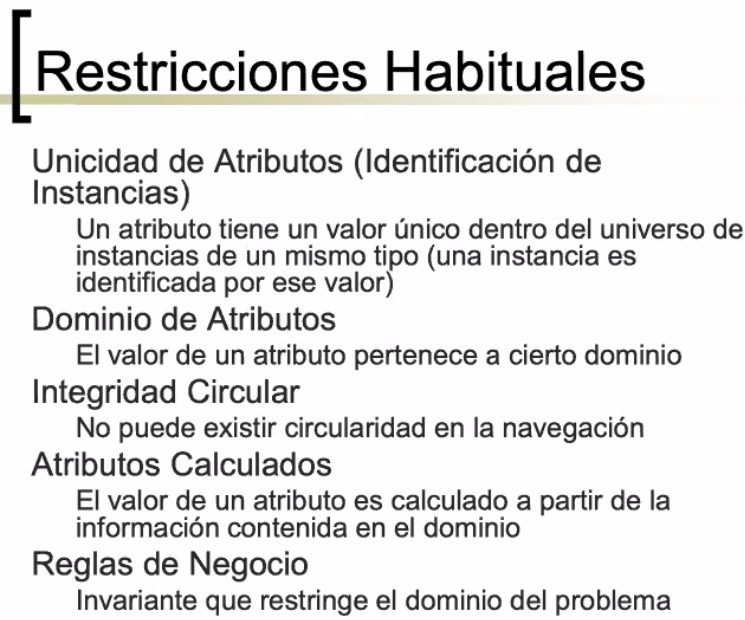 Restricciones Habituales
Unicidad de Atributos (Identificación de
Instancias)
Un atributo tiene un valor único dentro del universo de
instancias de un mismo tipo (una instancia es
identificada por ese valor)
Dominio de Atributos
El valor de un atributo pertenece a cierto dominio
Integridad Circular
No puede existir circularidad en la navegación
Atributos Calculados
El valor de un atributo es calculado a partir de la
información contenida en el dominio
Reglas de Negocio
Invariante que restringe el dominio del problema